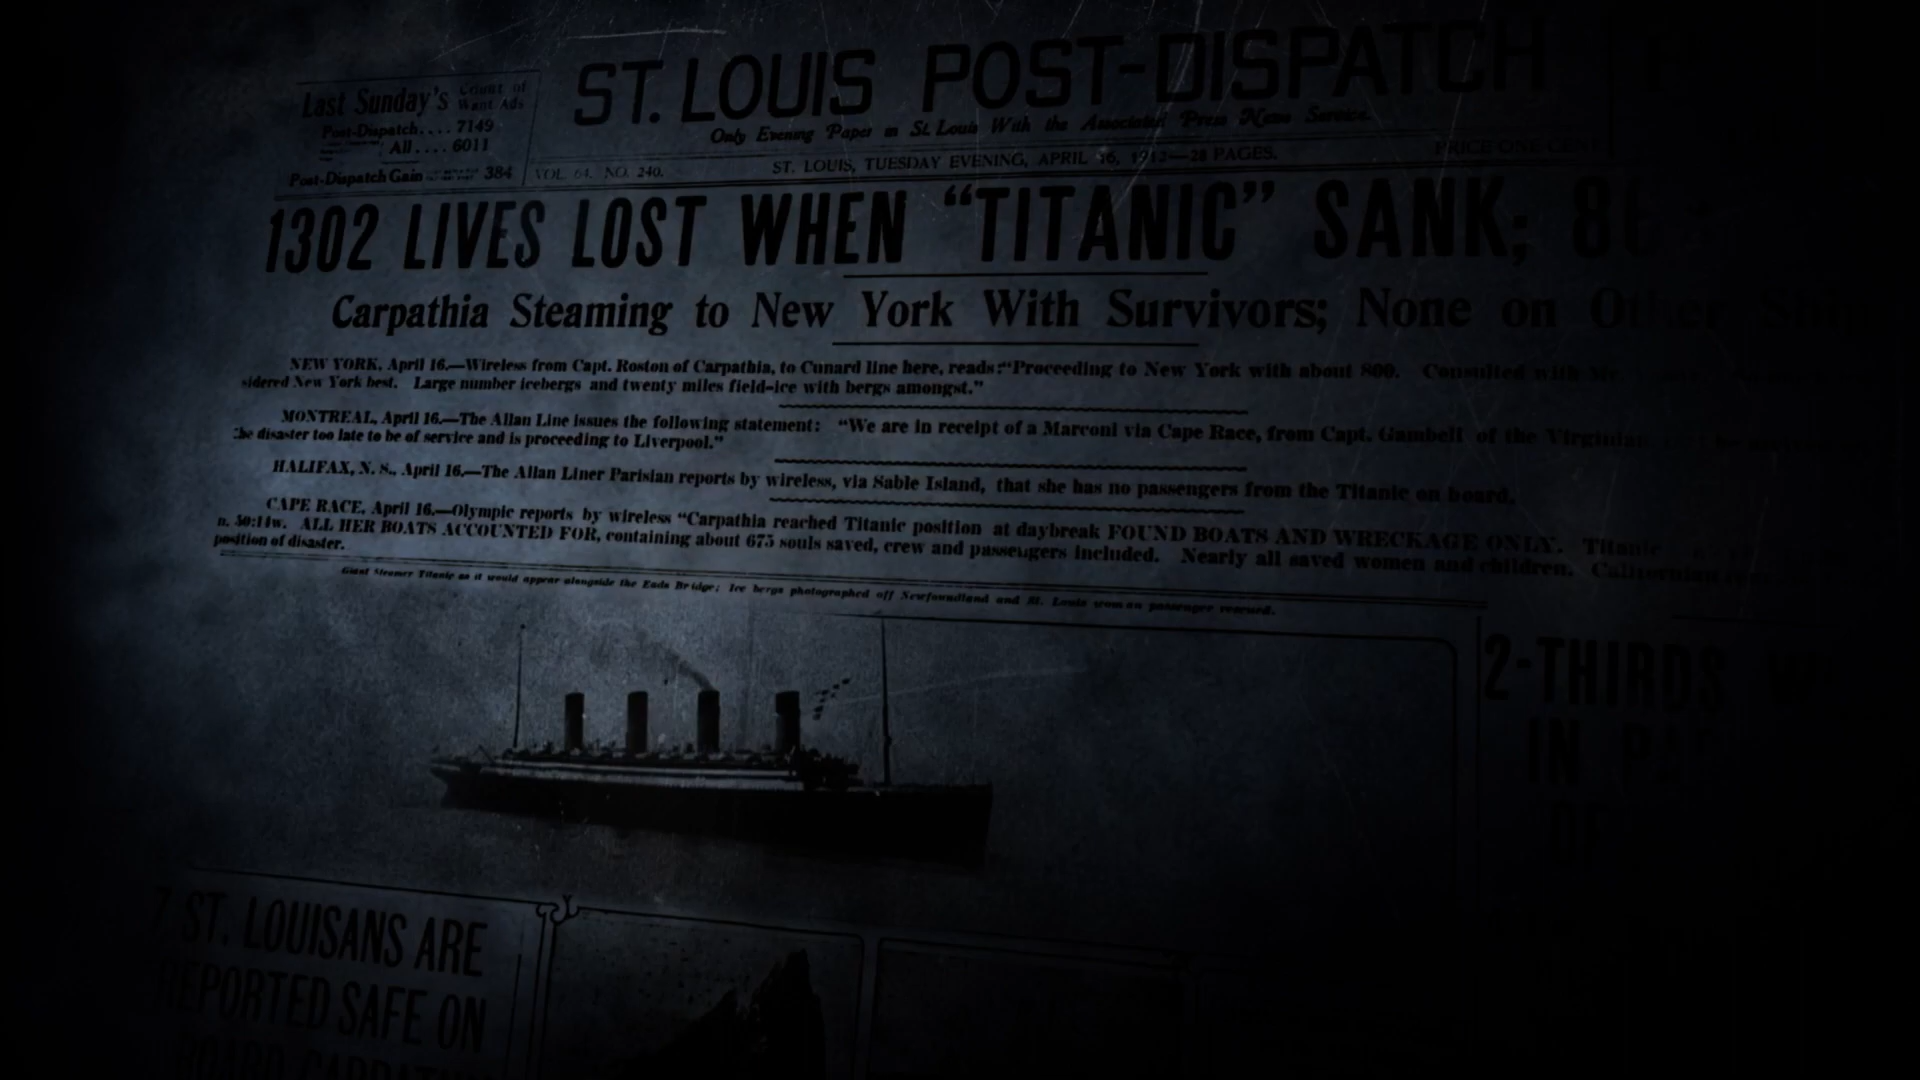 Last Sunday's Count of Want Ads
Post-Dispatch.... 7149
All.... 6011
Post-Dispatch Gain 384
ST. LOUIS POST-DISPATCH
Only Evening Paper in St. Louis With the Associated Press News Service.
VOL. 64. NO. 240.
ST. LOUIS, TUESDAY EVENING, APRIL 16, 1912—28 PAGES.
PRICE ONE CENT
1302 LIVES LOST WHEN “TITANIC” SANK; 86
Carpathia Steaming to New York With Survivors; None on Other Ship
NEW YORK, April 16.—Wireless from Capt. Roston of Carpathia, to Cunard line here, reads:“Proceeding to New York with about 800. Consulted with
sidered New York best. Large number icebergs and twenty miles field-ice with bergs amongst.”
MONTREAL, April 16.—The Allan Line issues the following statement: “We are in receipt of a Marconi via Cape Race, from Capt. Gambell of the Virginian
the disaster too late to be of service and is proceeding to Liverpool.”
HALIFAX, N. S., April 16.—The Allan Liner Parisian reports by wireless, via Sable Island, that she has no passengers from the Titanic on board.
CAPE RACE, April 16.—Olympic reports by wireless “Carpathia reached Titanic position at daybreak FOUND BOATS AND WRECKAGE ONLY. Titanic
n. 50:14w. ALL HER BOATS ACCOUNTED FOR, containing about 675 souls saved, crew and passengers included. Nearly all saved women and children. Californian
position of disaster.
Giant Steamer Titanic as it would appear alongside the Eads Bridge; Ice bergs photographed off Newfoundland and St. Louis woman passenger rescued.
2-THIRDS
IN
OF
7 ST. LOUISANS ARE
REPORTED SAFE ON
BOARD CARPATHIA